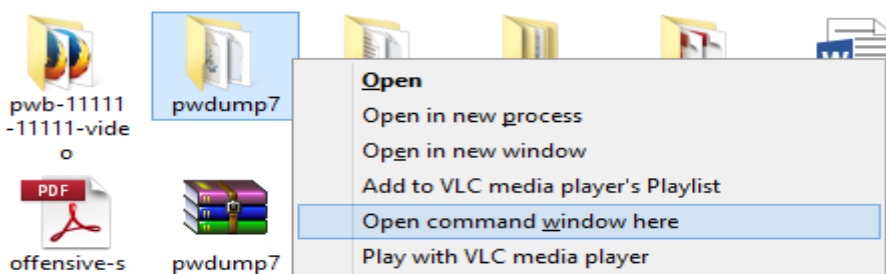 pwb-11111
-11111-vide
o
pwdump7
Open
Open in new process
Open in new window
Add to VLC media player's Playlist
Open command window here
Play with VLC media player
PDF
offensive-s
pwdump7